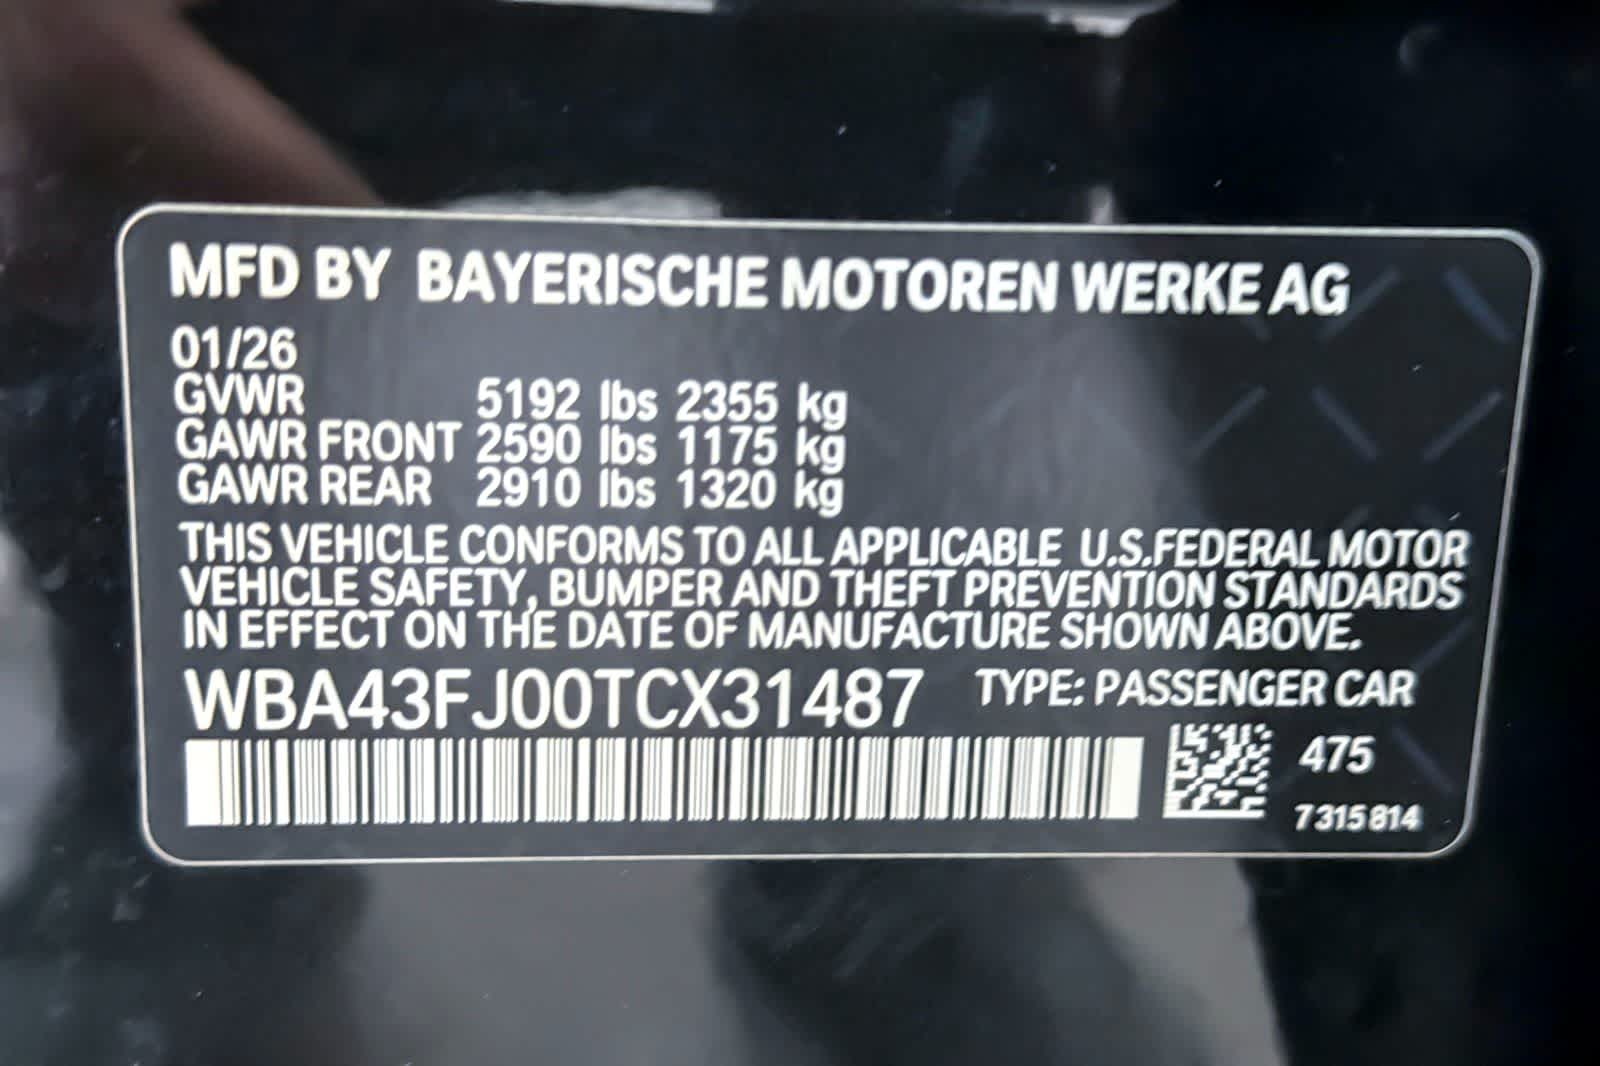 MFD BY BAYERISCHE MOTOREN WERKE AG
01/26
GVWR 5192 lbs 2355 kg
GAWR FRONT 2590 lbs 1175 kg
GAWR REAR 2910 lbs 1320 kg
THIS VEHICLE CONFORMS TO ALL APPLICABLE U.S.FEDERAL MOTOR
VEHICLE SAFETY, BUMPER AND THEFT PREVENTION STANDARDS
IN EFFECT ON THE DATE OF MANUFACTURE SHOWN ABOVE.
WBA43FJ00TCX31487 TYPE: PASSENGER CAR
475
7315814